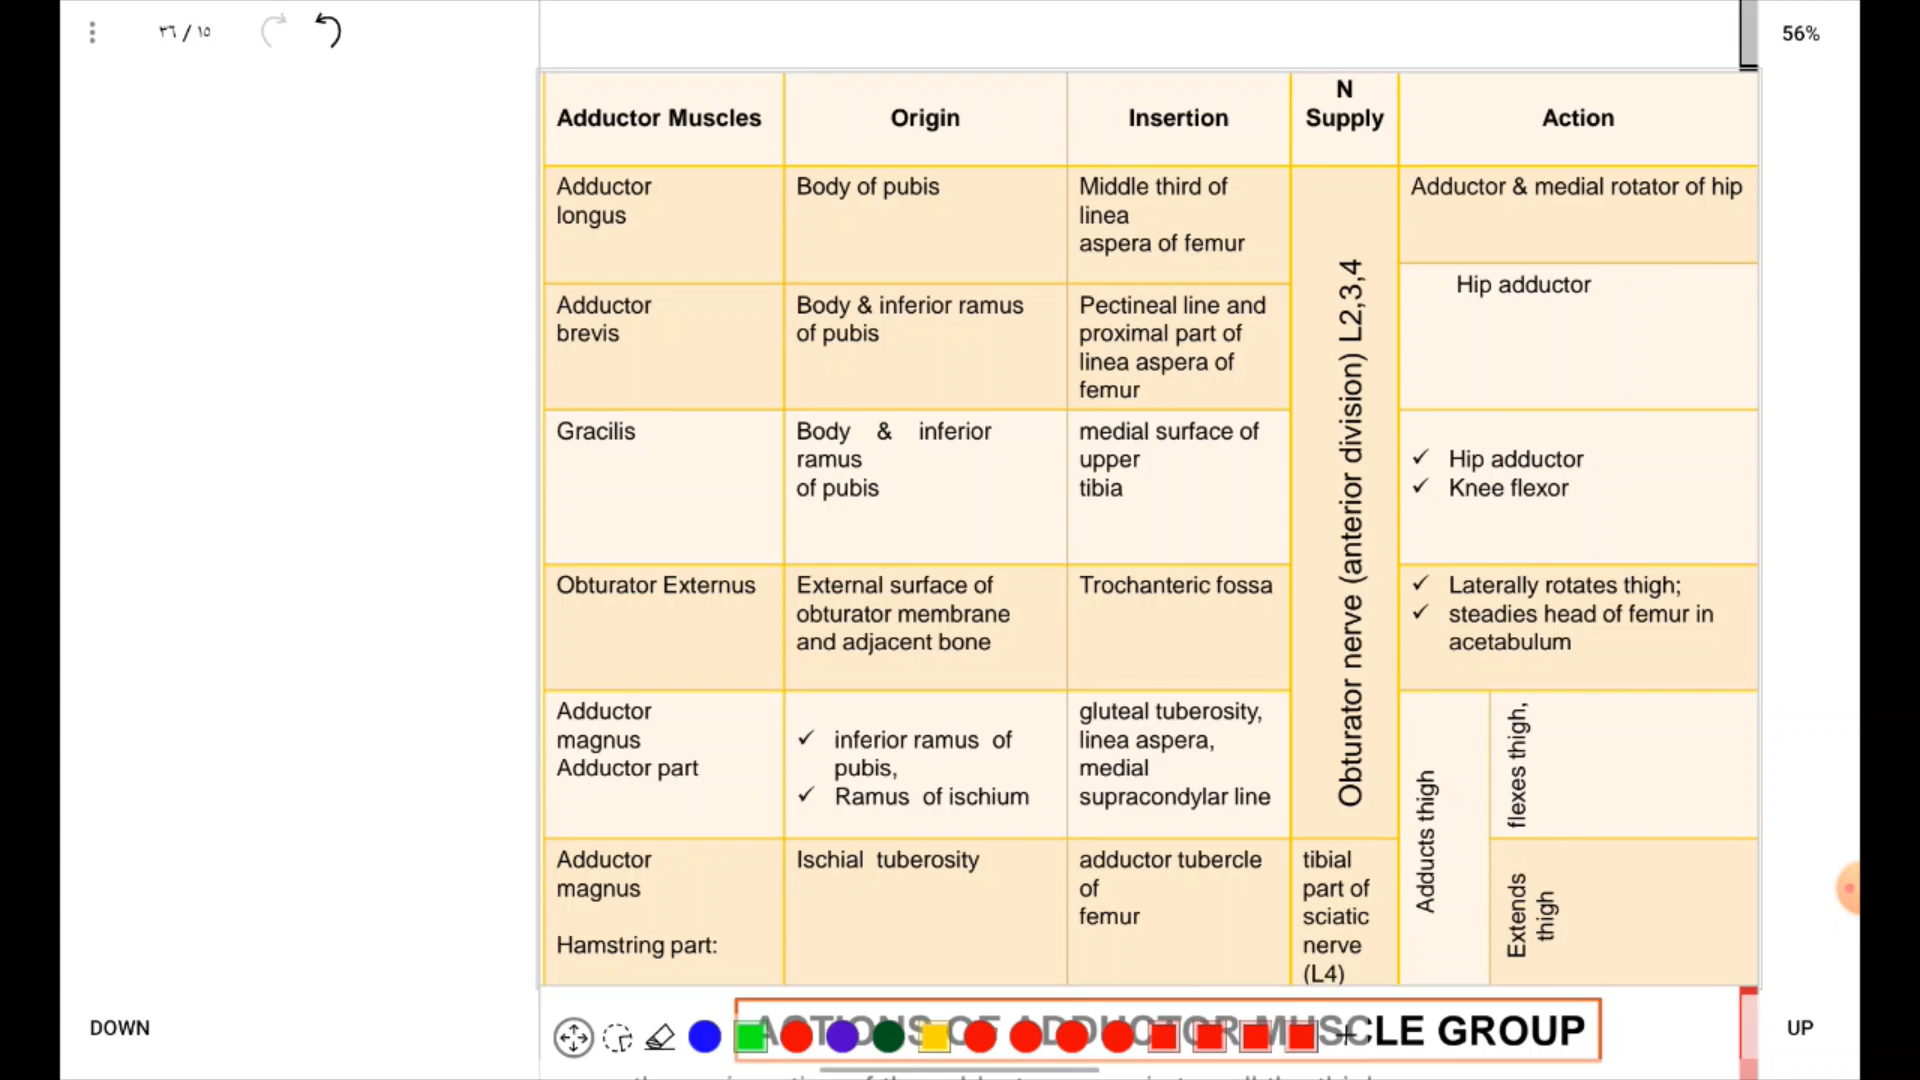 ٣٦ / ١٥
56%
Adductor Muscles
Origin
Insertion
N
Supply
Action
Adductor
longus
Body of pubis
Middle third of
linea
aspera of femur
Obturator nerve (anterior division) L2,3,4
Adductor & medial rotator of hip
Adductor
brevis
Body & inferior ramus
of pubis
Pectineal line and
proximal part of
linea aspera of
femur
Hip adductor
Gracilis
Body & inferior
ramus
of pubis
medial surface of
upper
tibia
✓ Hip adductor
✓ Knee flexor
Obturator Externus
External surface of
obturator membrane
and adjacent bone
Trochanteric fossa
✓ Laterally rotates thigh;
✓ steadies head of femur in
acetabulum
Adductor
magnus
Adductor part
✓ inferior ramus of
pubis,
✓ Ramus of ischium
gluteal tuberosity,
linea aspera,
medial
supracondylar line
Adducts thigh
flexes thigh,
Adductor
magnus
Hamstring part:
Ischial tuberosity
adductor tubercle
of
femur
tibial
part of
sciatic
nerve
(L4)
Extends
thigh
ACTIONS OF ADDUCTOR MUSCLE GROUP
DOWN
UP